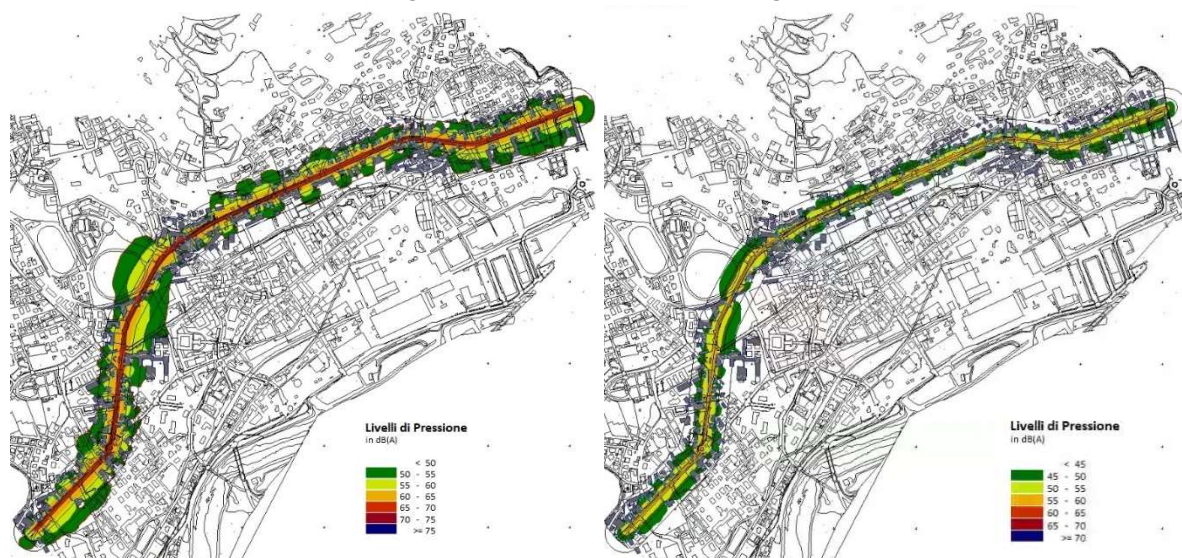 Livelli di Pressione
in dB(A)
< 50
50 - 55
55 - 60
60 - 65
65 - 70
70 - 75
>= 75
Livelli di Pressione
in dB(A)
< 45
45 - 50
50 - 55
55 - 60
60 - 65
65 - 70
>= 70